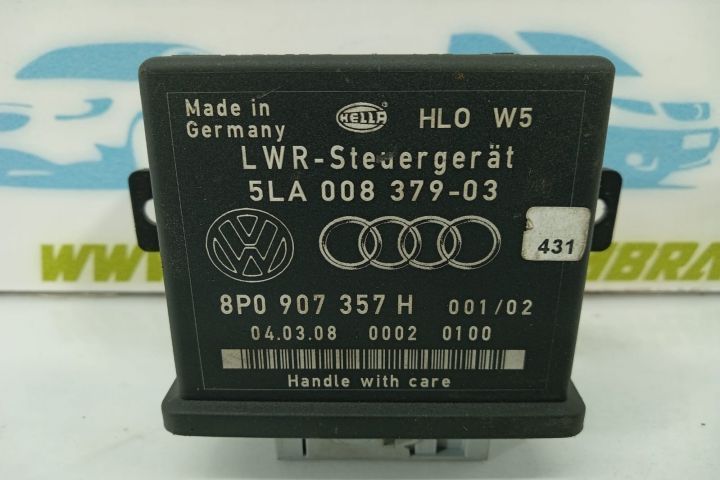 Made in Germany HELLA HLO W5
LWR-Steuergerät
5LA 008 379-03
431
8P0 907 357 H 001/02
04.03.08 0002 0100
Handle with care